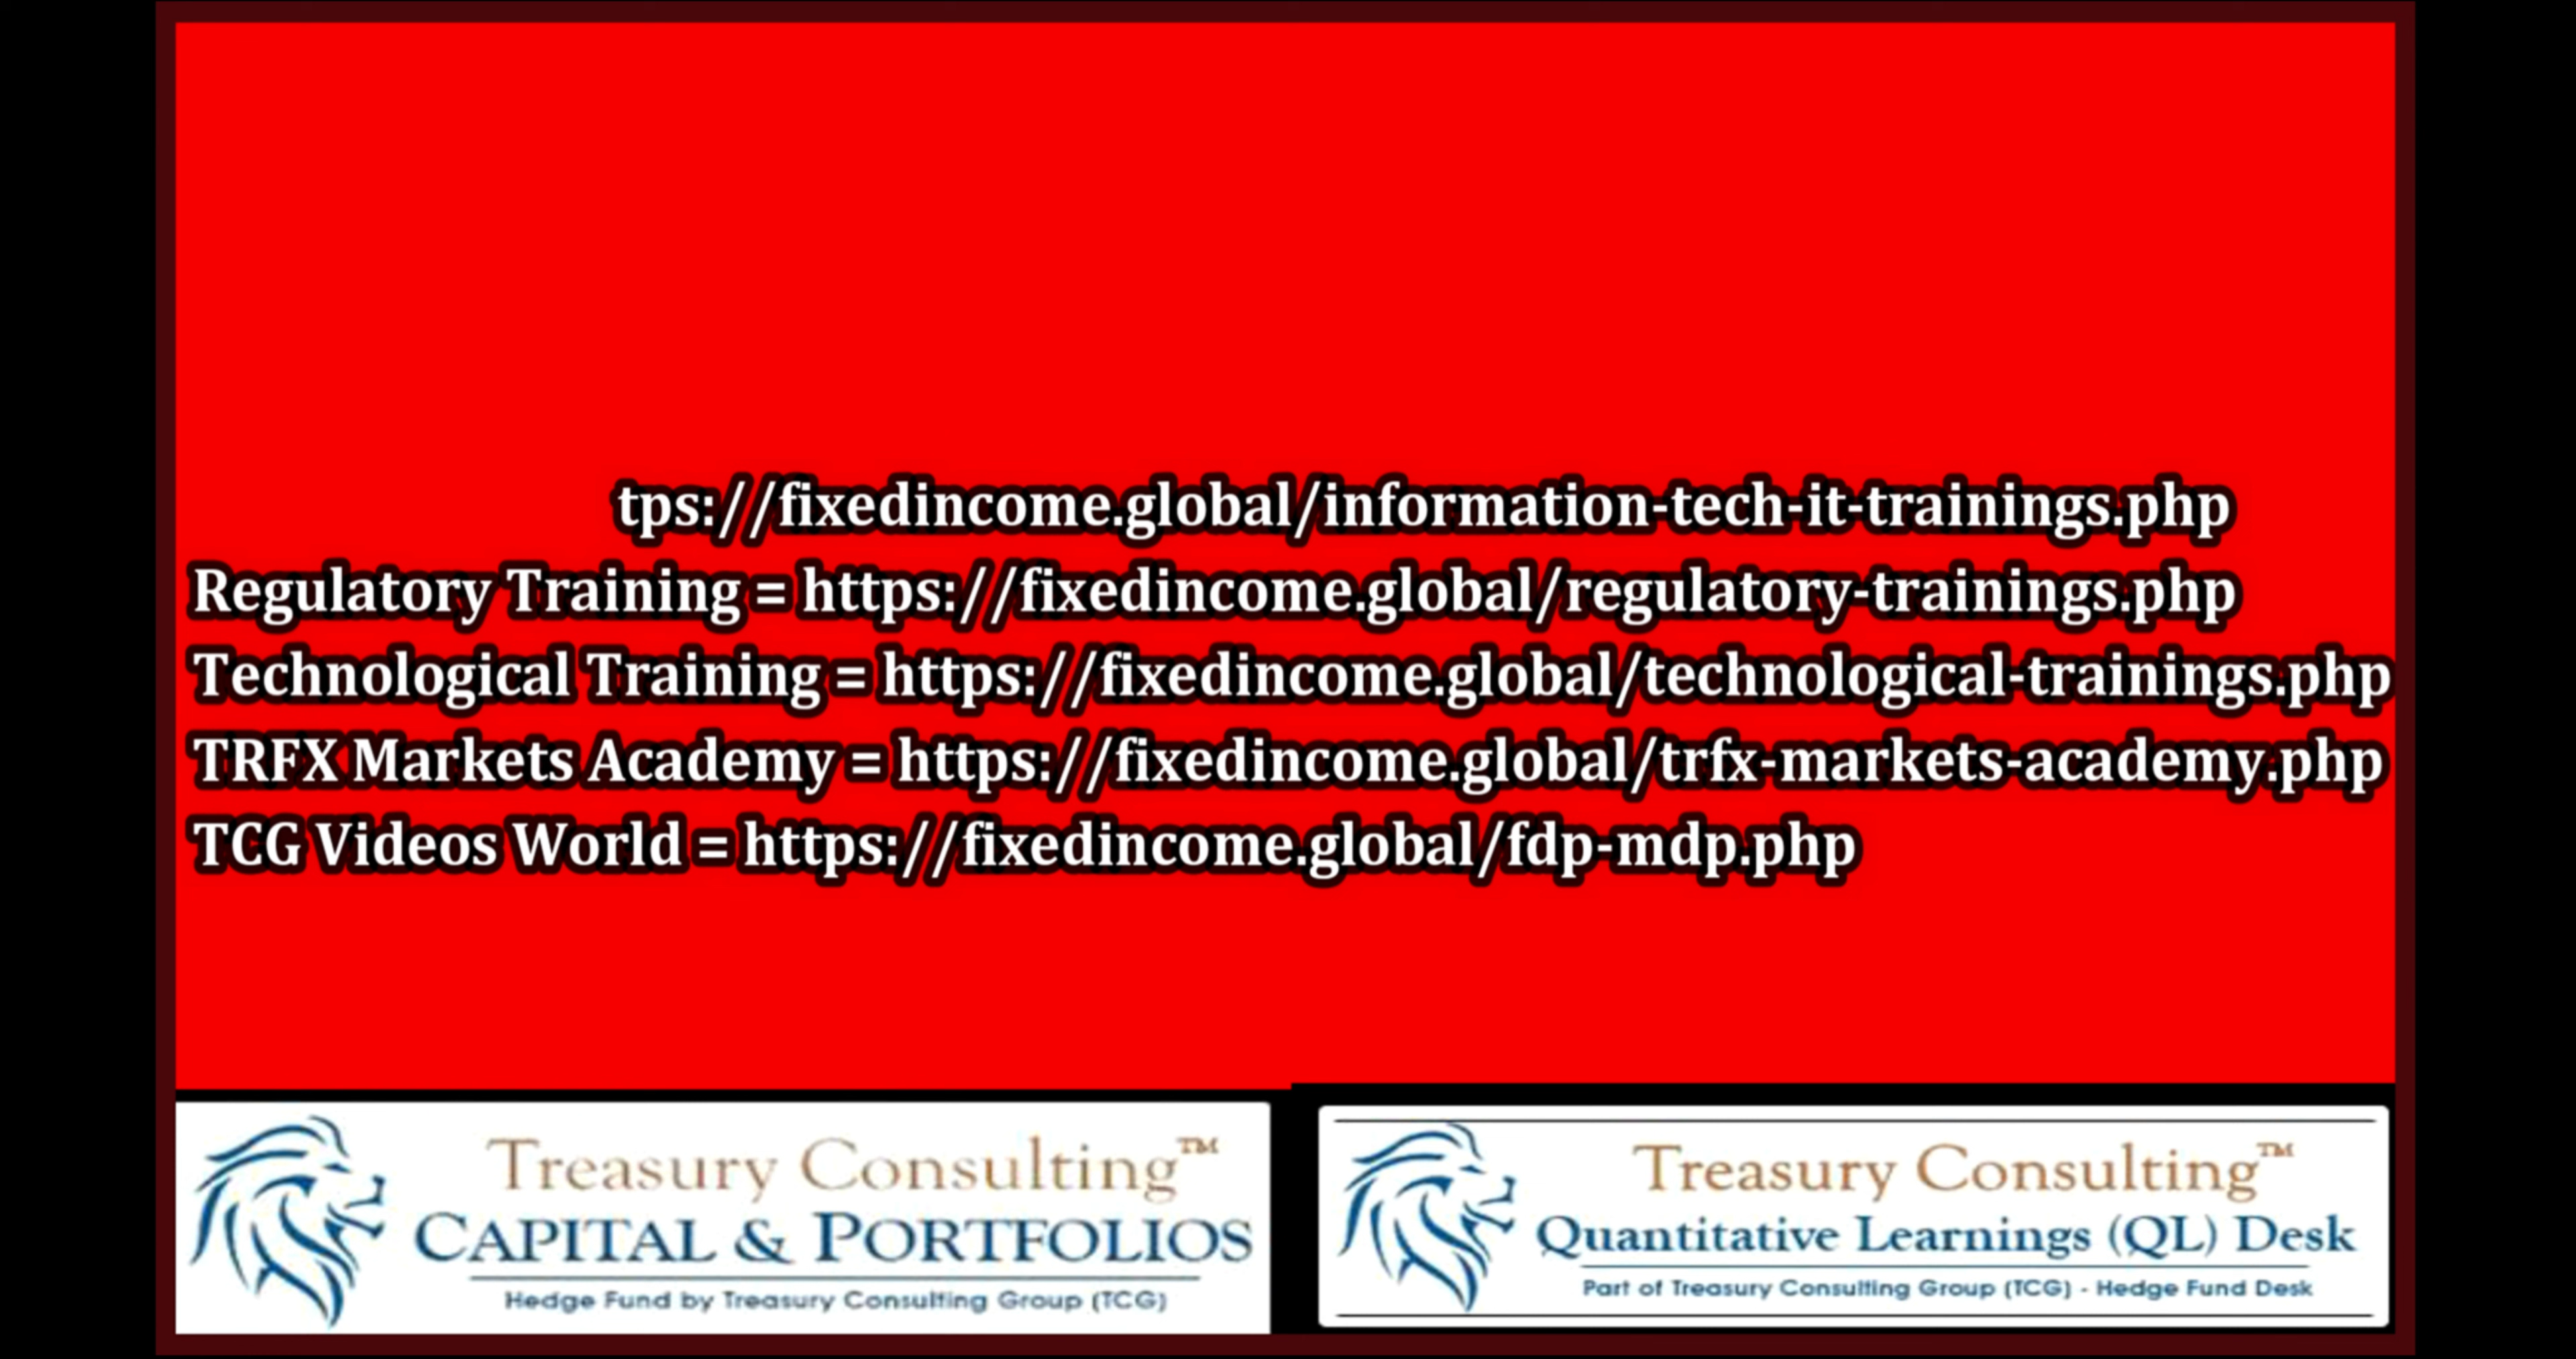 tps://fixedincome.global/information-tech-it-trainings.php
Regulatory Training = https://fixedincome.global/regulatory-trainings.php
Technological Training = https://fixedincome.global/technological-trainings.php
TRFX Markets Academy = https://fixedincome.global/trfx-markets-academy.php
TCG Videos World = https://fixedincome.global/fdp-mdp.php
Treasury Consulting™
CAPITAL & PORTFOLIOS
Hedge Fund by Treasury Consulting Group (TCG)
Treasury Consulting™
Quantitative Learnings (QL) Desk
Part of Treasury Consulting Group (TCG) - Hedge Fund Desk